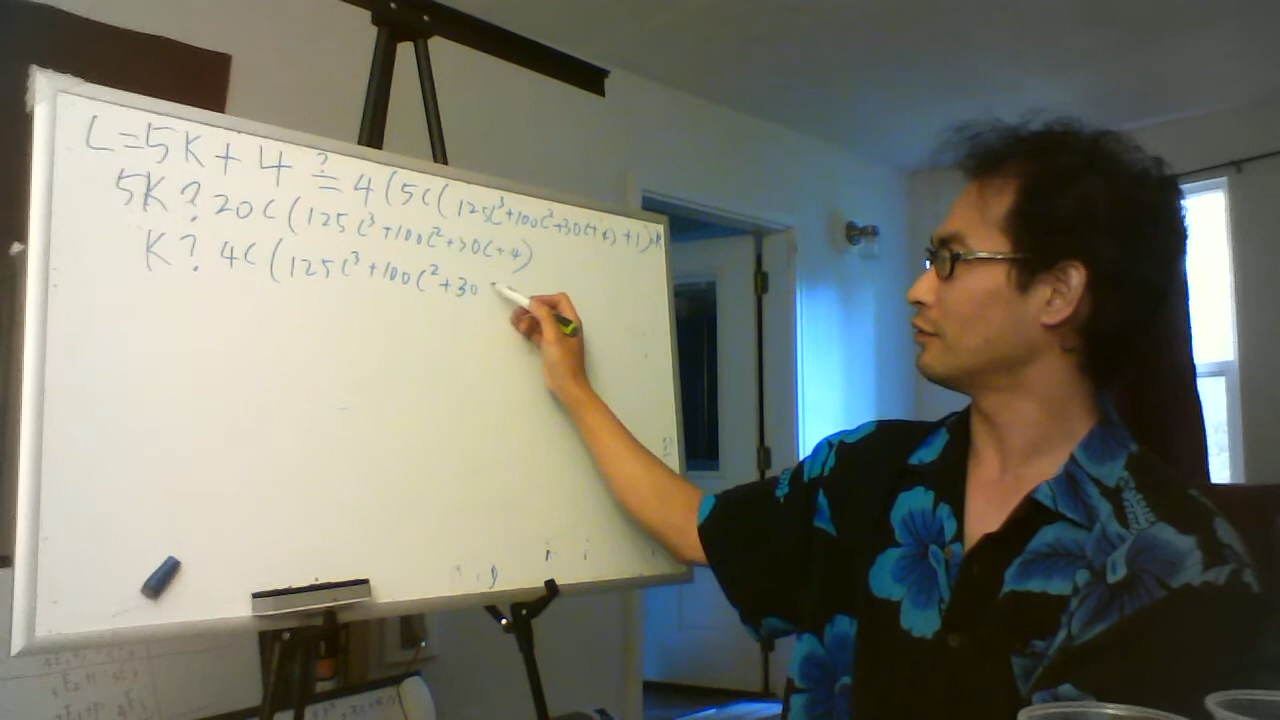 L=5K+4 ≟ 4(5C(125C³+100C²+30C+4)+1)
5K ? 20C(125C³+100C²+30C+4)
K ? 4C(125C³+100C²+30